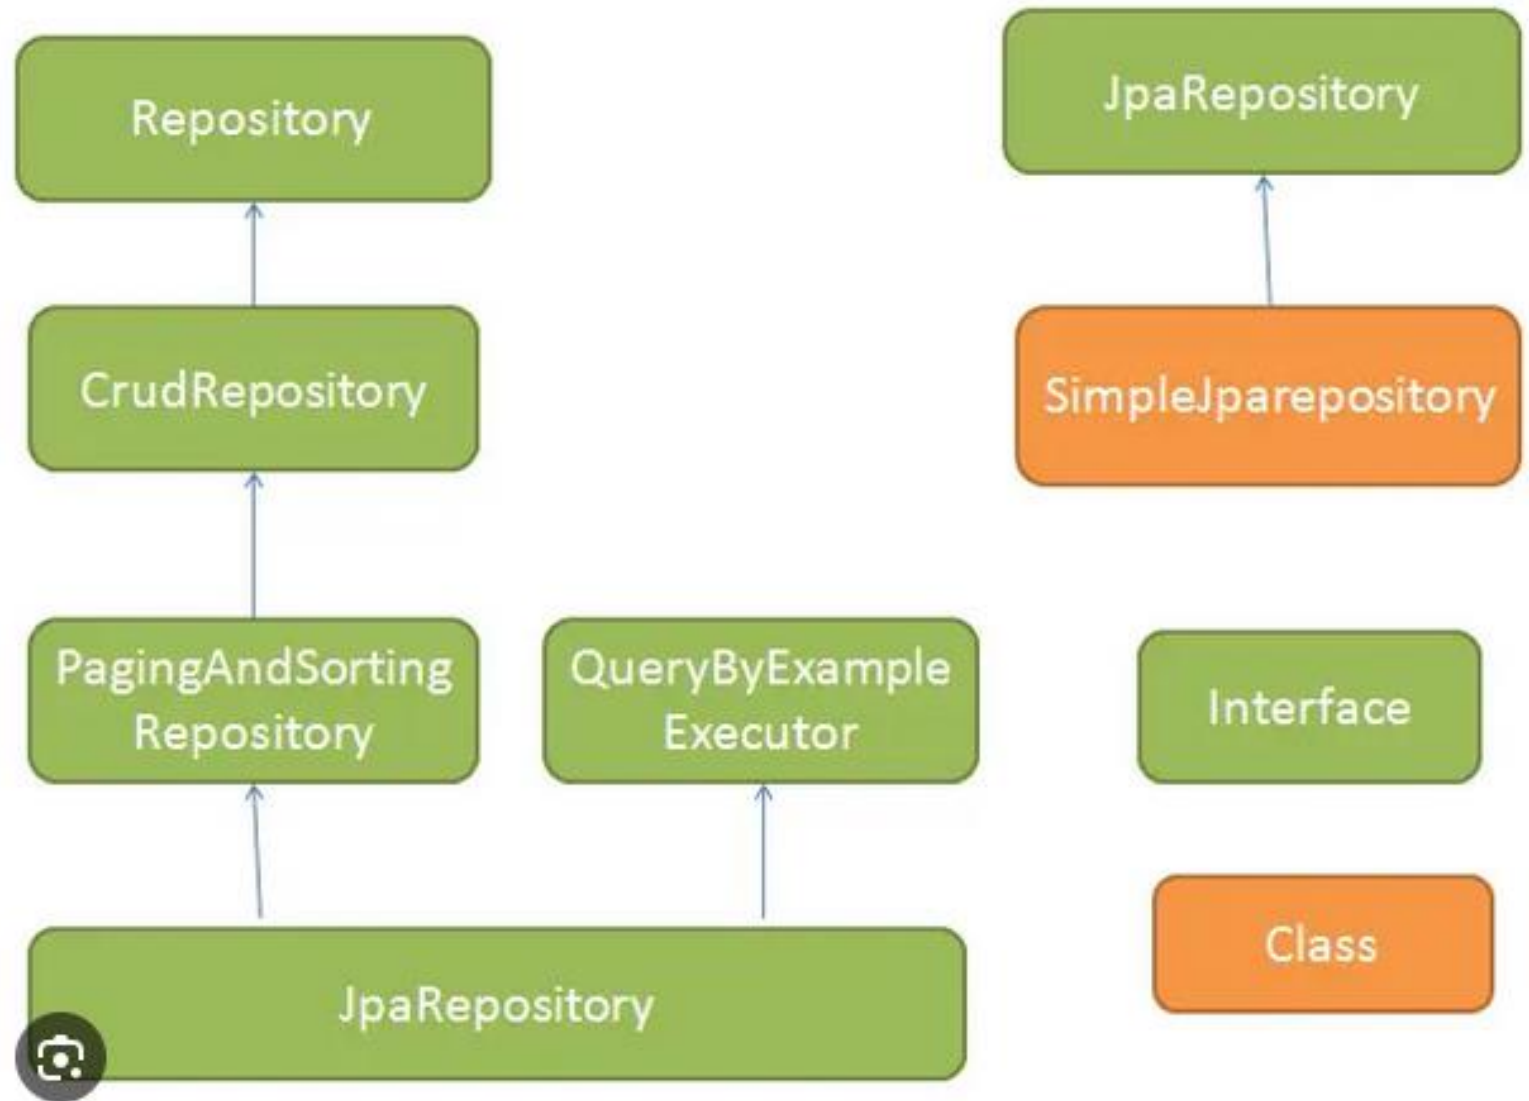 Repository
JpaRepository
CrudRepository
SimpleJparepository
PagingAndSorting
Repository
QueryByExample
Executor
Interface
Class
JpaRepository